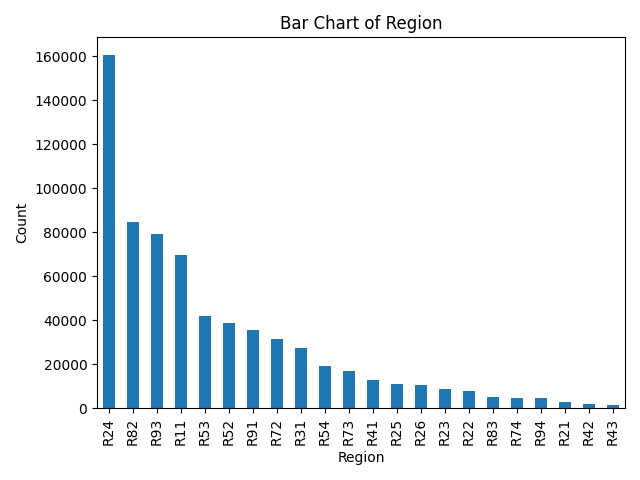 Bar Chart of Region
Count
160000
140000
120000
100000
80000
60000
40000
20000
0
R24
R82
R93
R11
R53
R52
R91
R72
R31
R54
R73
R41
R25
R26
R23
R22
R83
R74
R94
R21
R42
R43
Region